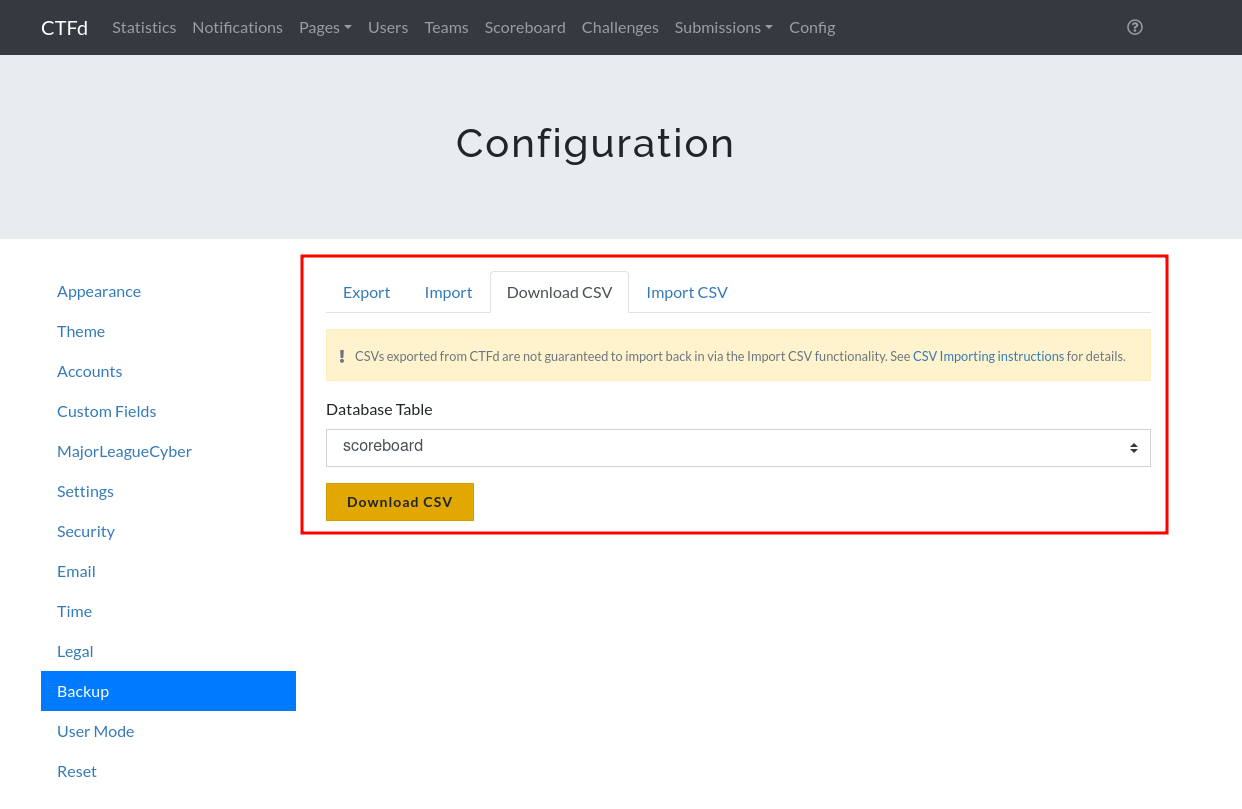 CTFd Statistics Notifications Pages Users Teams Scoreboard Challenges Submissions Config
Configuration
Appearance
Theme
Accounts
Custom Fields
MajorLeagueCyber
Settings
Security
Email
Time
Legal
Backup
User Mode
Reset
Export Import Download CSV Import CSV
CSVs exported from CTFd are not guaranteed to import back in via the Import CSV functionality. See CSV Importing instructions for details.
Database Table
scoreboard
Download CSV